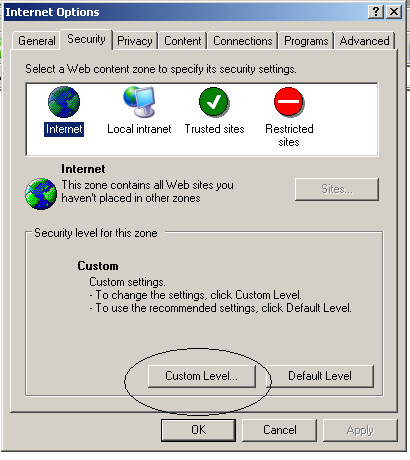 Internet Options
General Security Privacy Content Connections Programs Advanced
Select a Web content zone to specify its security settings.
Internet Local intranet Trusted sites Restricted
sites
Internet
This zone contains all Web sites you
haven't placed in other zones
Sites...
Security level for this zone
Custom
Custom settings.
- To change the settings, click Custom Level.
- To use the recommended settings, click Default Level.
Custom Level... Default Level
OK Cancel Apply